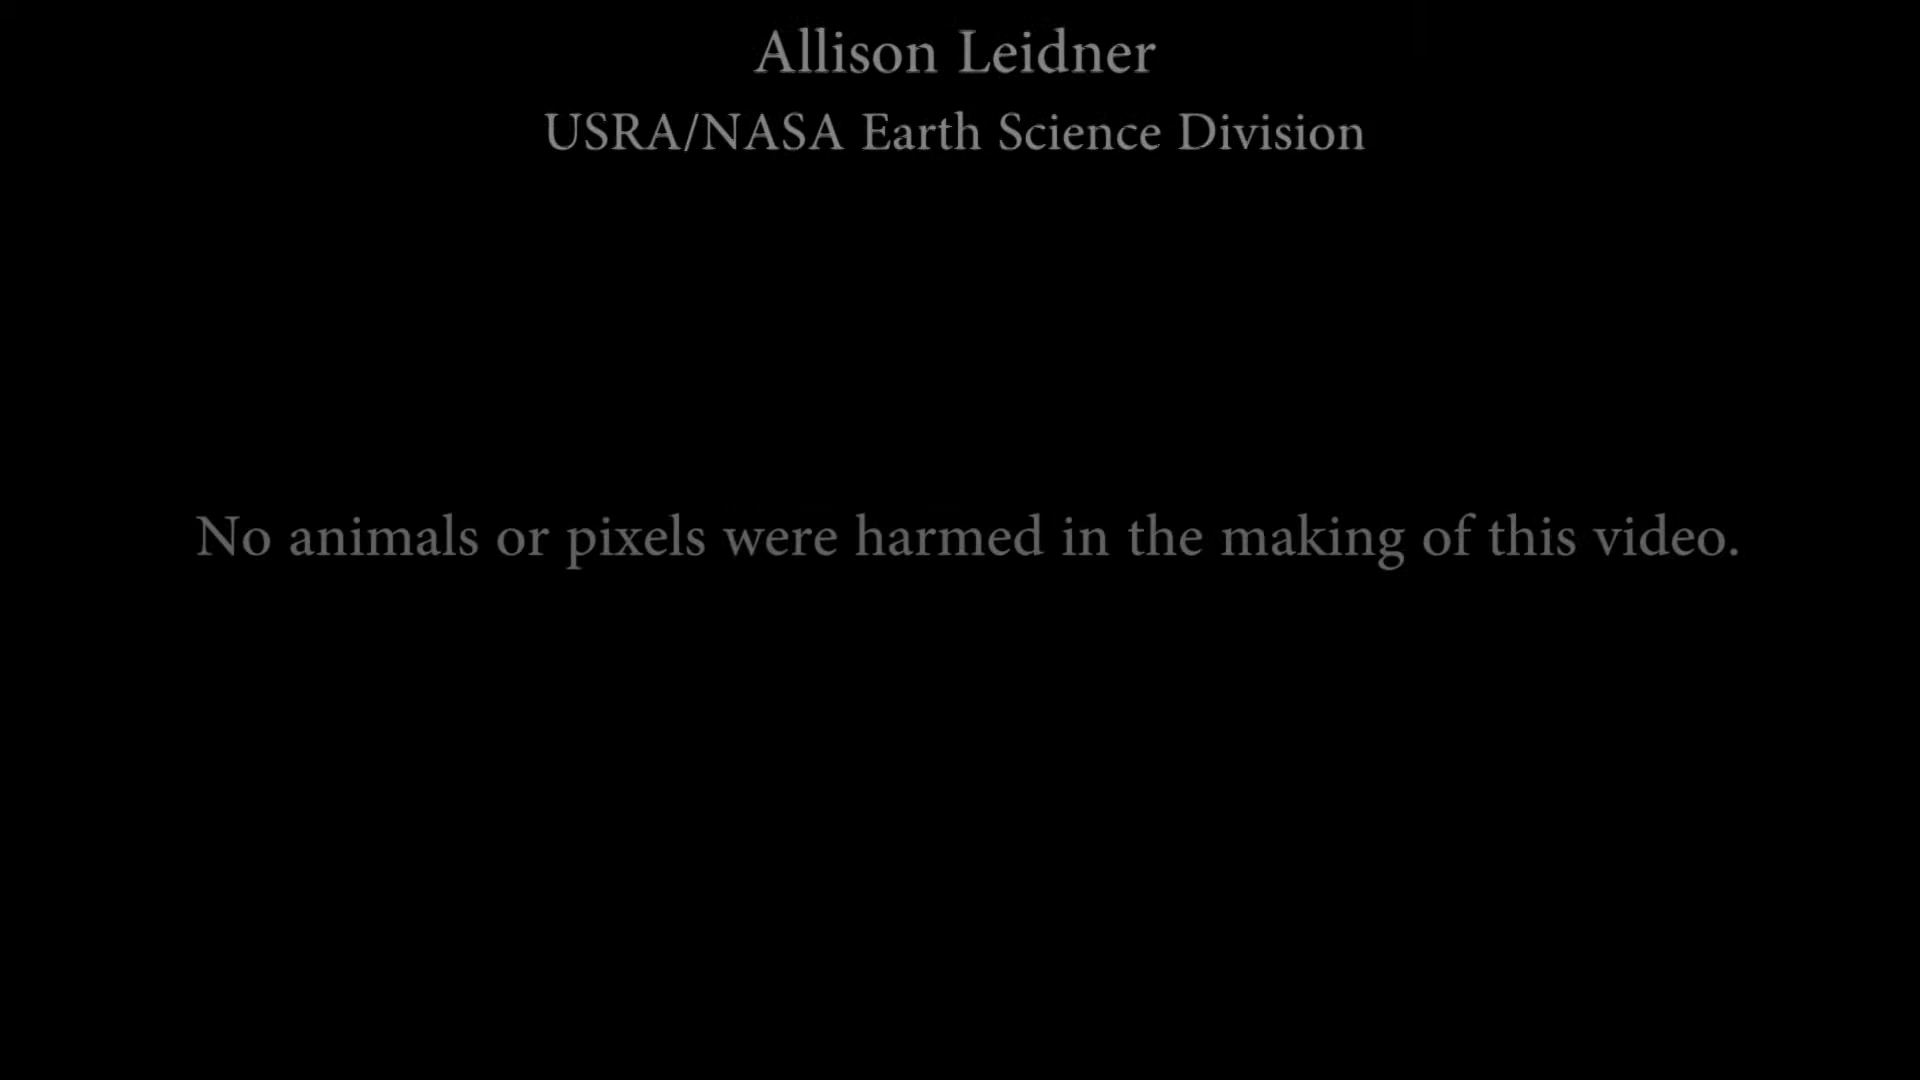 Allison Leidner
USRA/NASA Earth Science Division
No animals or pixels were harmed in the making of this video.